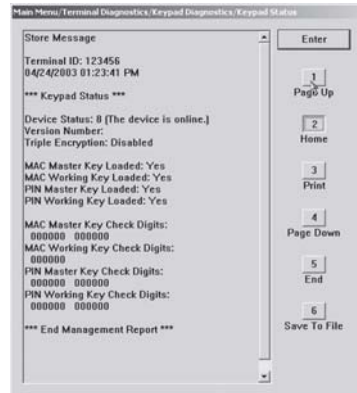 Main Menu/Terminal Diagnostics/Keypad Diagnostics/Keypad Status
Store Message
Terminal ID: 123456
04/24/2003 01:23:41 PM
*** Keypad Status ***
Device Status: 8 (The device is online.)
Version Number:
Triple Encryption: Disabled
MAC Master Key Loaded: Yes
MAC Working Key Loaded: Yes
PIN Master Key Loaded: Yes
PIN Working Key Loaded: Yes
MAC Master Key Check Digits:
000000 000000
MAC Working Key Check Digits:
000000
PIN Master Key Check Digits:
000000 000000
PIN Working Key Check Digits:
000000 000000
*** End Management Report ***
Enter
1
Page Up
2
Home
3
Print
4
Page Down
5
End
6
Save To File